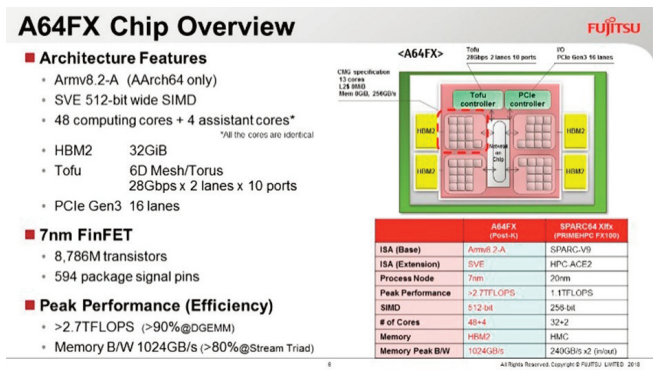 A64FX Chip Overview
FUJITSU
Architecture Features
• Armv8.2-A (AArch64 only)
• SVE 512-bit wide SIMD
• 48 computing cores + 4 assistant cores*
*All the cores are identical
• HBM2 32GiB
• Tofu 6D Mesh/Torus
28Gbps x 2 lanes x 10 ports
• PCIe Gen3 16 lanes
7nm FinFET
• 8,786M transistors
• 594 package signal pins
Peak Performance (Efficiency)
• >2.7TFLOPS (>90%@DGEMM)
• Memory B/W 1024GB/s (>80%@Stream Triad)
<A64FX>
Tofu
28Gbps 2 lanes 10 ports
I/O
PCIe Gen3 16 lanes
CMG specification
13 cores
L2$ 8MiB
Mem 8GiB, 256GB/s
Tofu
controller
PCIe
controller
HBM2
HBM2
Network
on
Chip
HBM2
HBM2
A64FX
(Post-K)
SPARC64 XIfx
(PRIMEHPC FX100)
ISA (Base) Armv8.2-A SPARC-V9
ISA (Extension) SVE HPC-ACE2
Process Node 7nm 20nm
Peak Performance >2.7TFLOPS 1.1TFLOPS
SIMD 512-bit 256-bit
# of Cores 48+4 32+2
Memory HBM2 HMC
Memory Peak B/W 1024GB/s 240GB/s x2 (in/out)
All Rights Reserved. Copyright © FUJITSU LIMITED 2018